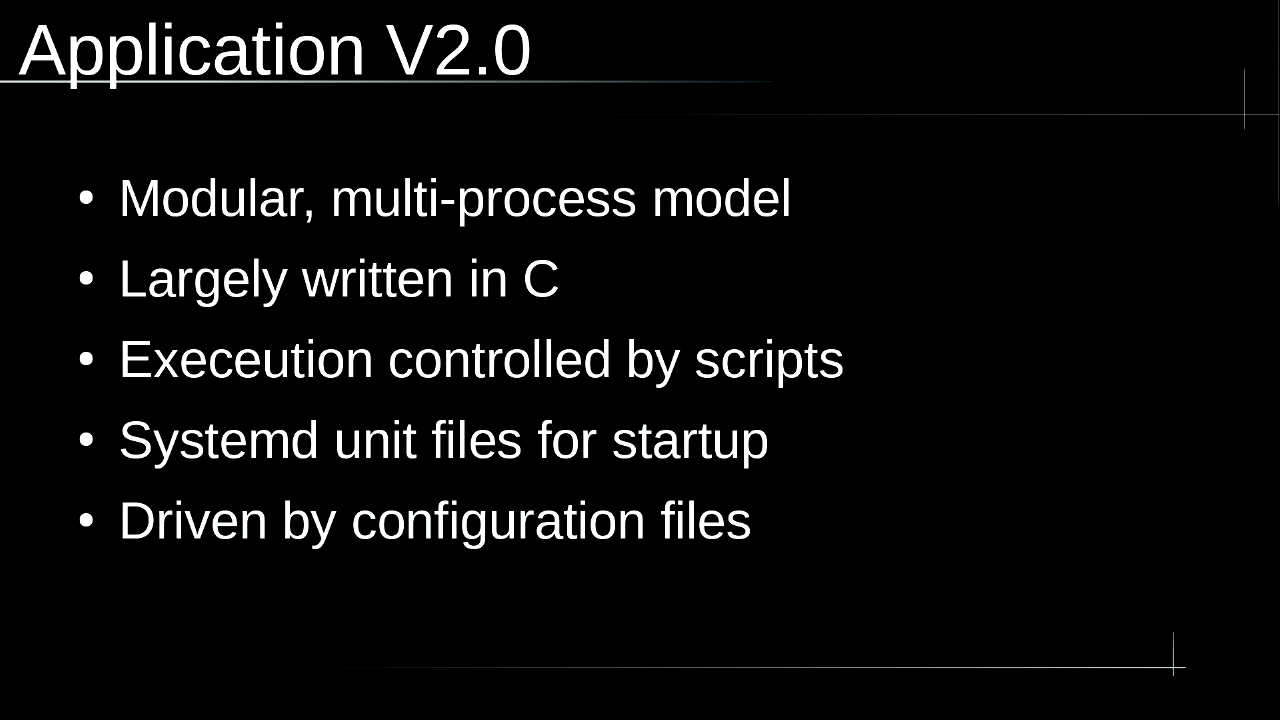 Application V2.0
• Modular, multi-process model
• Largely written in C
• Execeution controlled by scripts
• Systemd unit files for startup
• Driven by configuration files